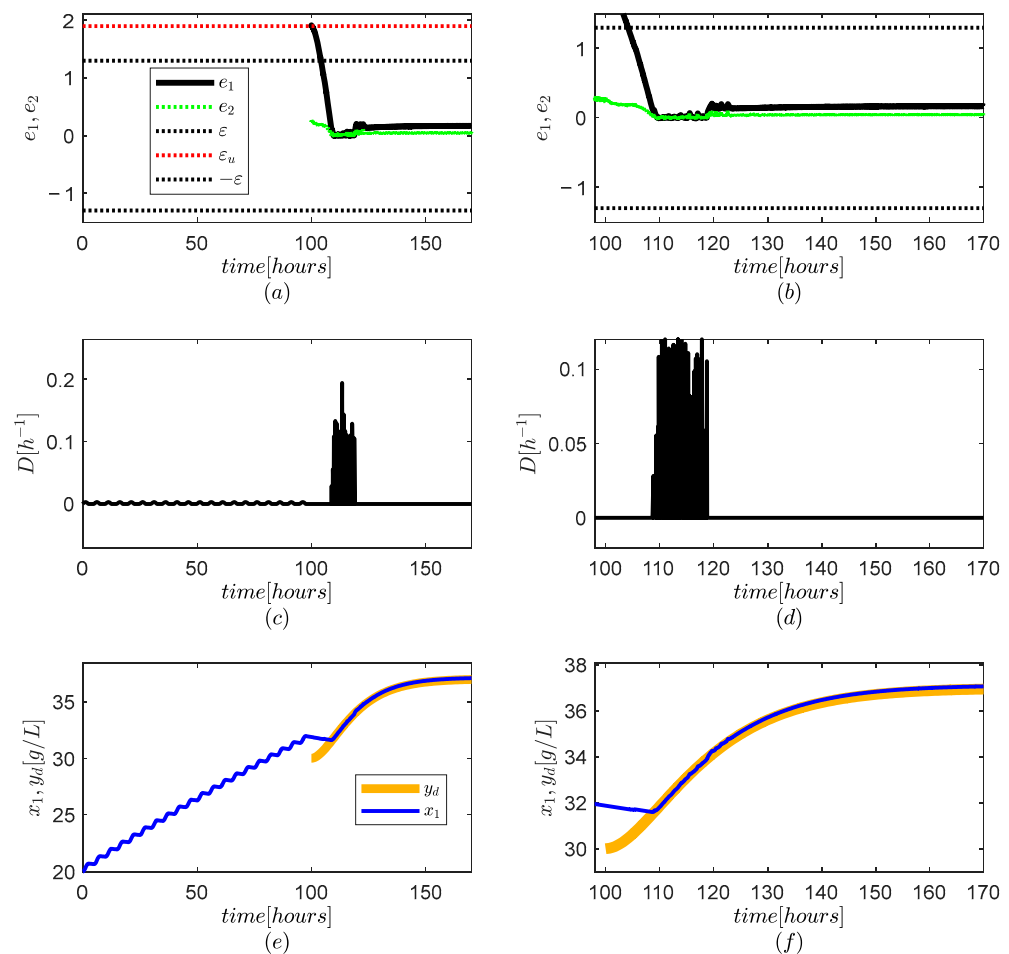 2
1
0
−1
e₁, e₂
e₁
e₂
ε
εᵤ
−ε
0 50 100 150
time[hours]
(a)
1
0
−1
e₁, e₂
100 110 120 130 140 150 160 170
time[hours]
(b)
0.2
0.1
0
D[h⁻¹]
0 50 100 150
time[hours]
(c)
0.1
0.05
0
D[h⁻¹]
100 110 120 130 140 150 160 170
time[hours]
(d)
35
30
25
20
x₁, y_d[g/L]
y_d
x₁
0 50 100 150
time[hours]
(e)
38
36
34
32
30
x₁, y_d[g/L]
100 110 120 130 140 150 160 170
time[hours]
(f)